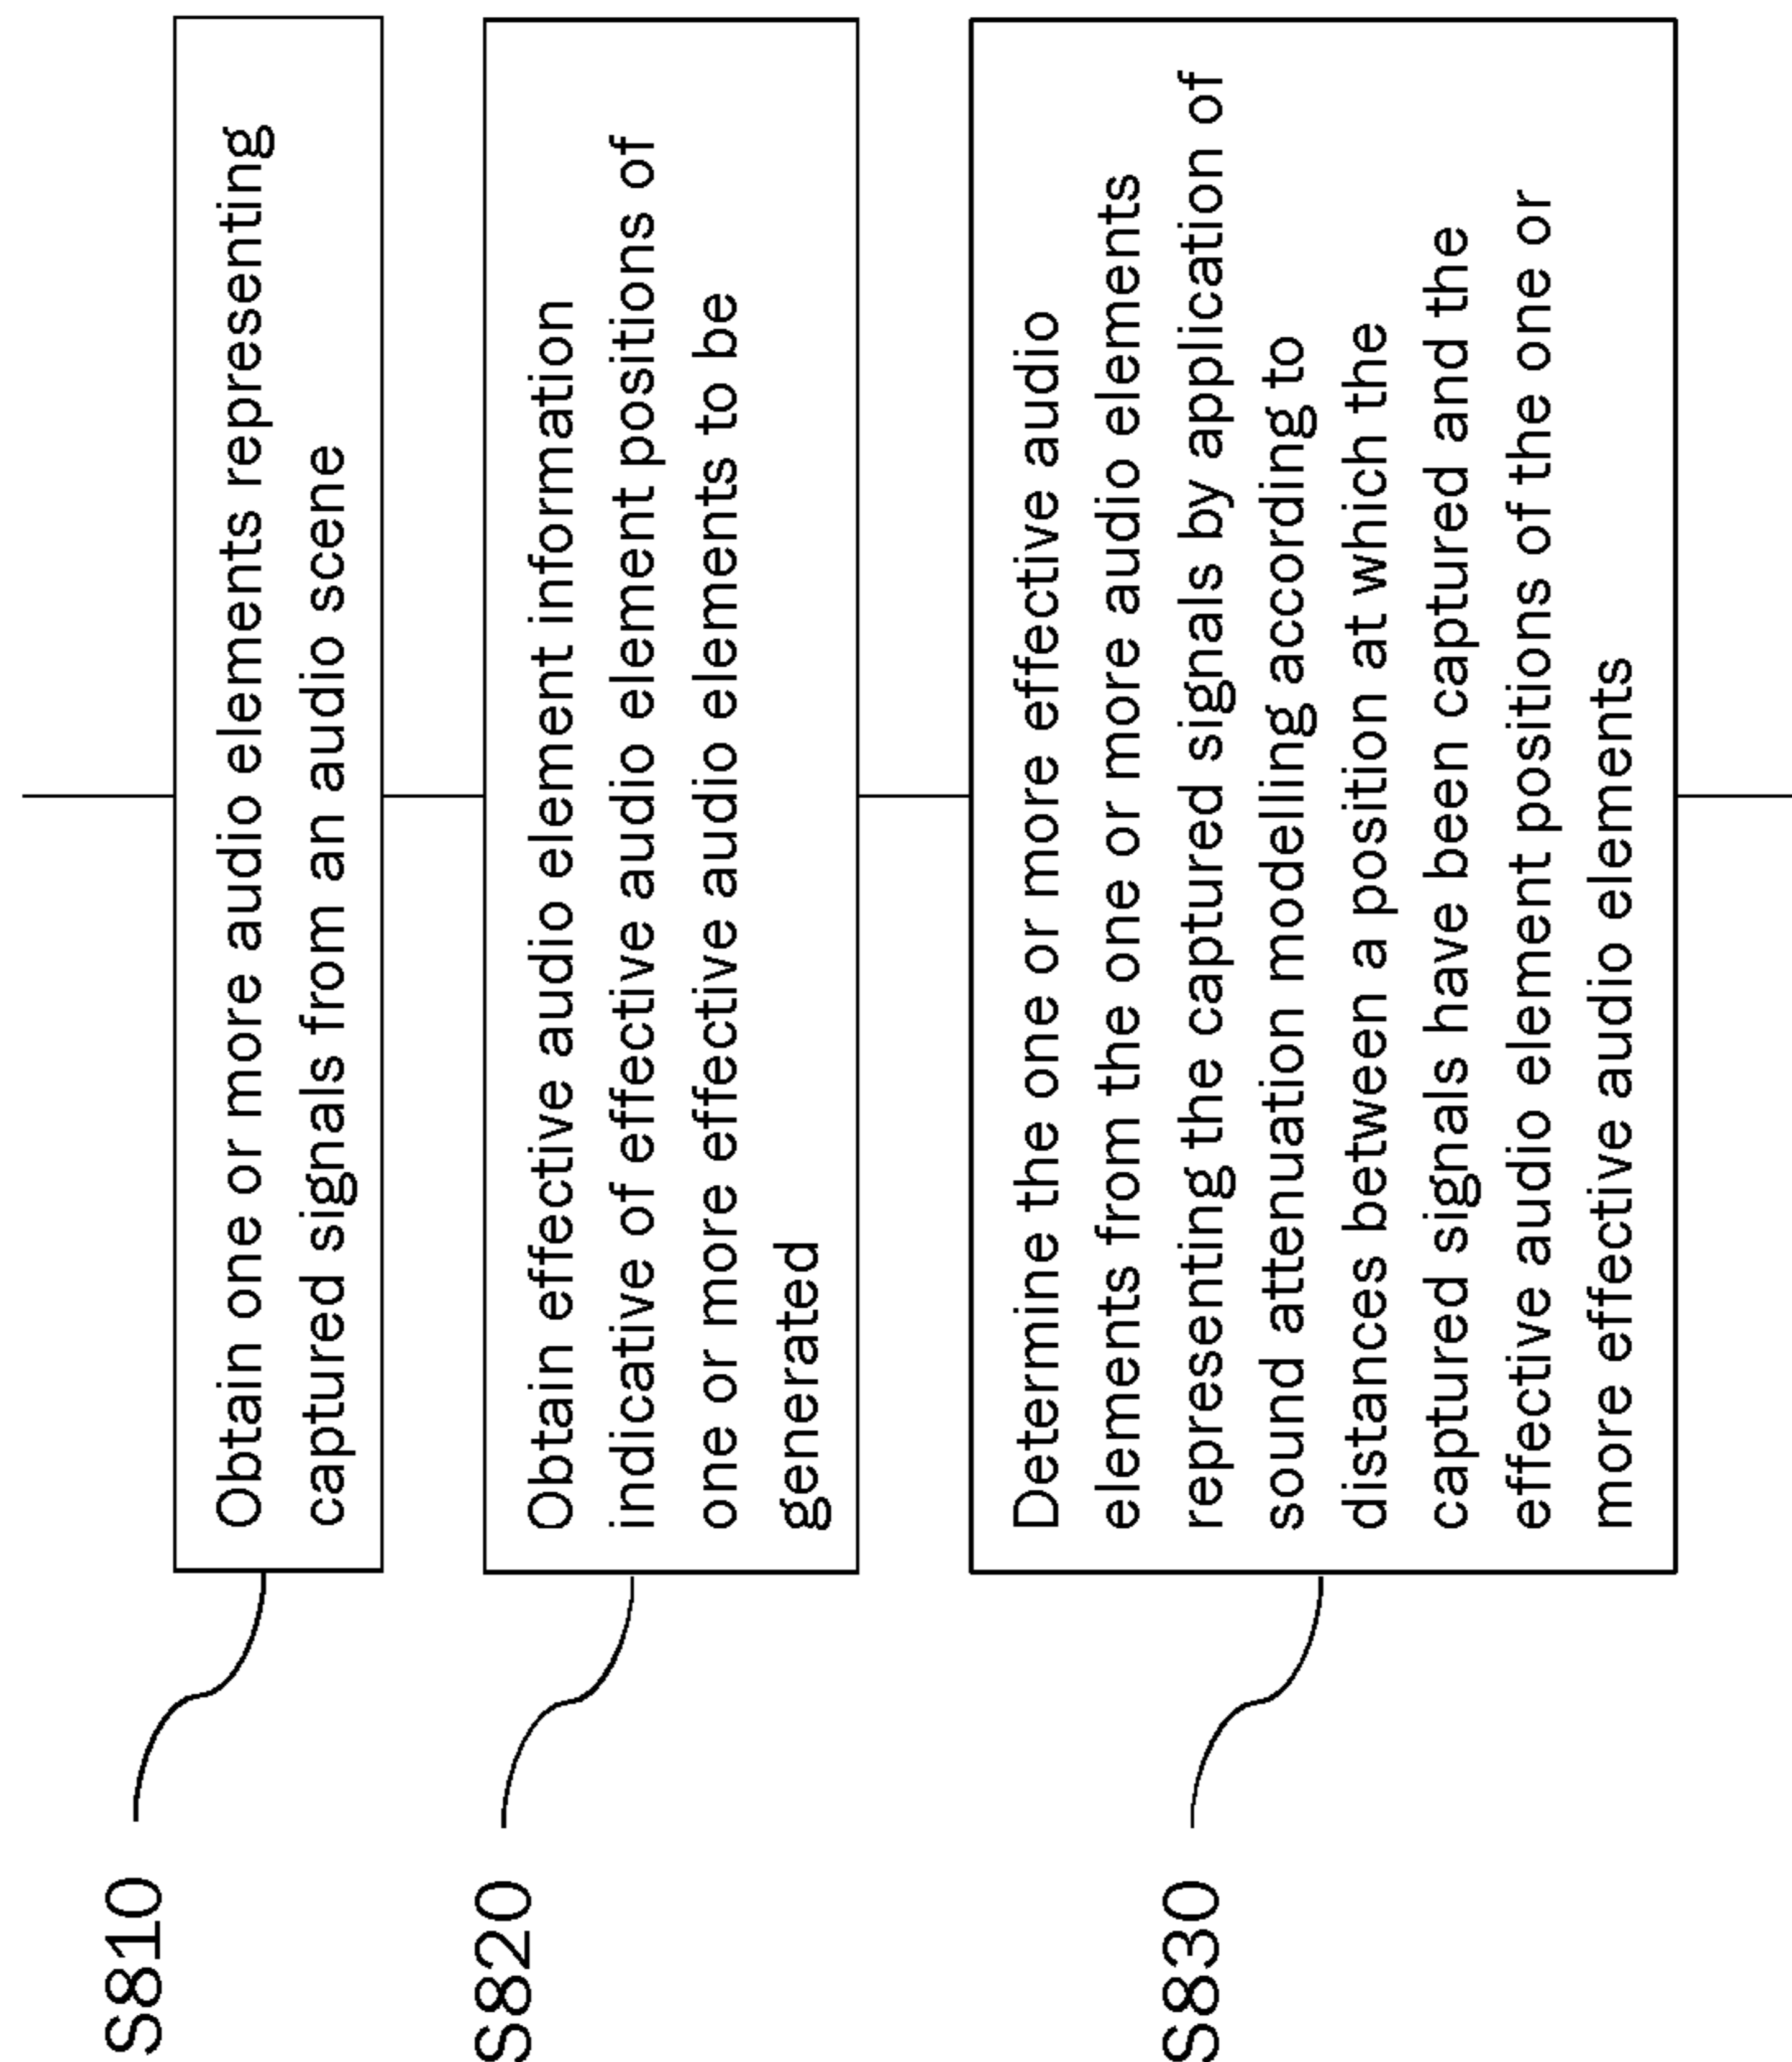 S810
Obtain one or more audio elements representing
captured signals from an audio scene
S820
Obtain effective audio element information
indicative of effective audio element positions of
one or more effective audio elements to be
generated
S830
Determine the one or more effective audio
elements from the one or more audio elements
representing the captured signals by application of
sound attenuation modelling according to
distances between a position at which the
captured signals have been captured and the
effective audio element positions of the one or
more effective audio elements